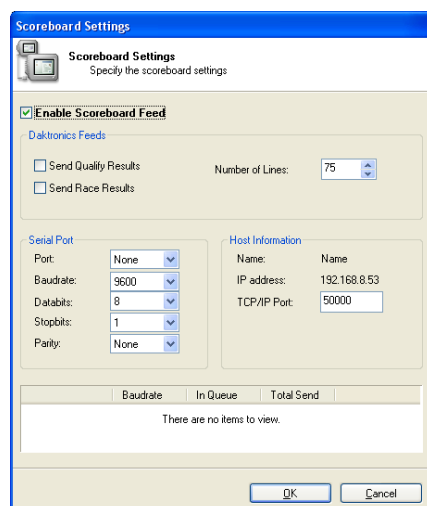 Scoreboard Settings
Scoreboard Settings
Specify the scoreboard settings
Enable Scoreboard Feed
Daktronics Feeds
Send Qualify Results
Number of Lines: 75
Send Race Results
Serial Port
Port: None
Baudrate: 9600
Databits: 8
Stopbits: 1
Parity: None
Host Information
Name: Name
IP address: 192.168.8.53
TCP/IP Port: 50000
Baudrate In Queue Total Send
There are no items to view.
OK Cancel